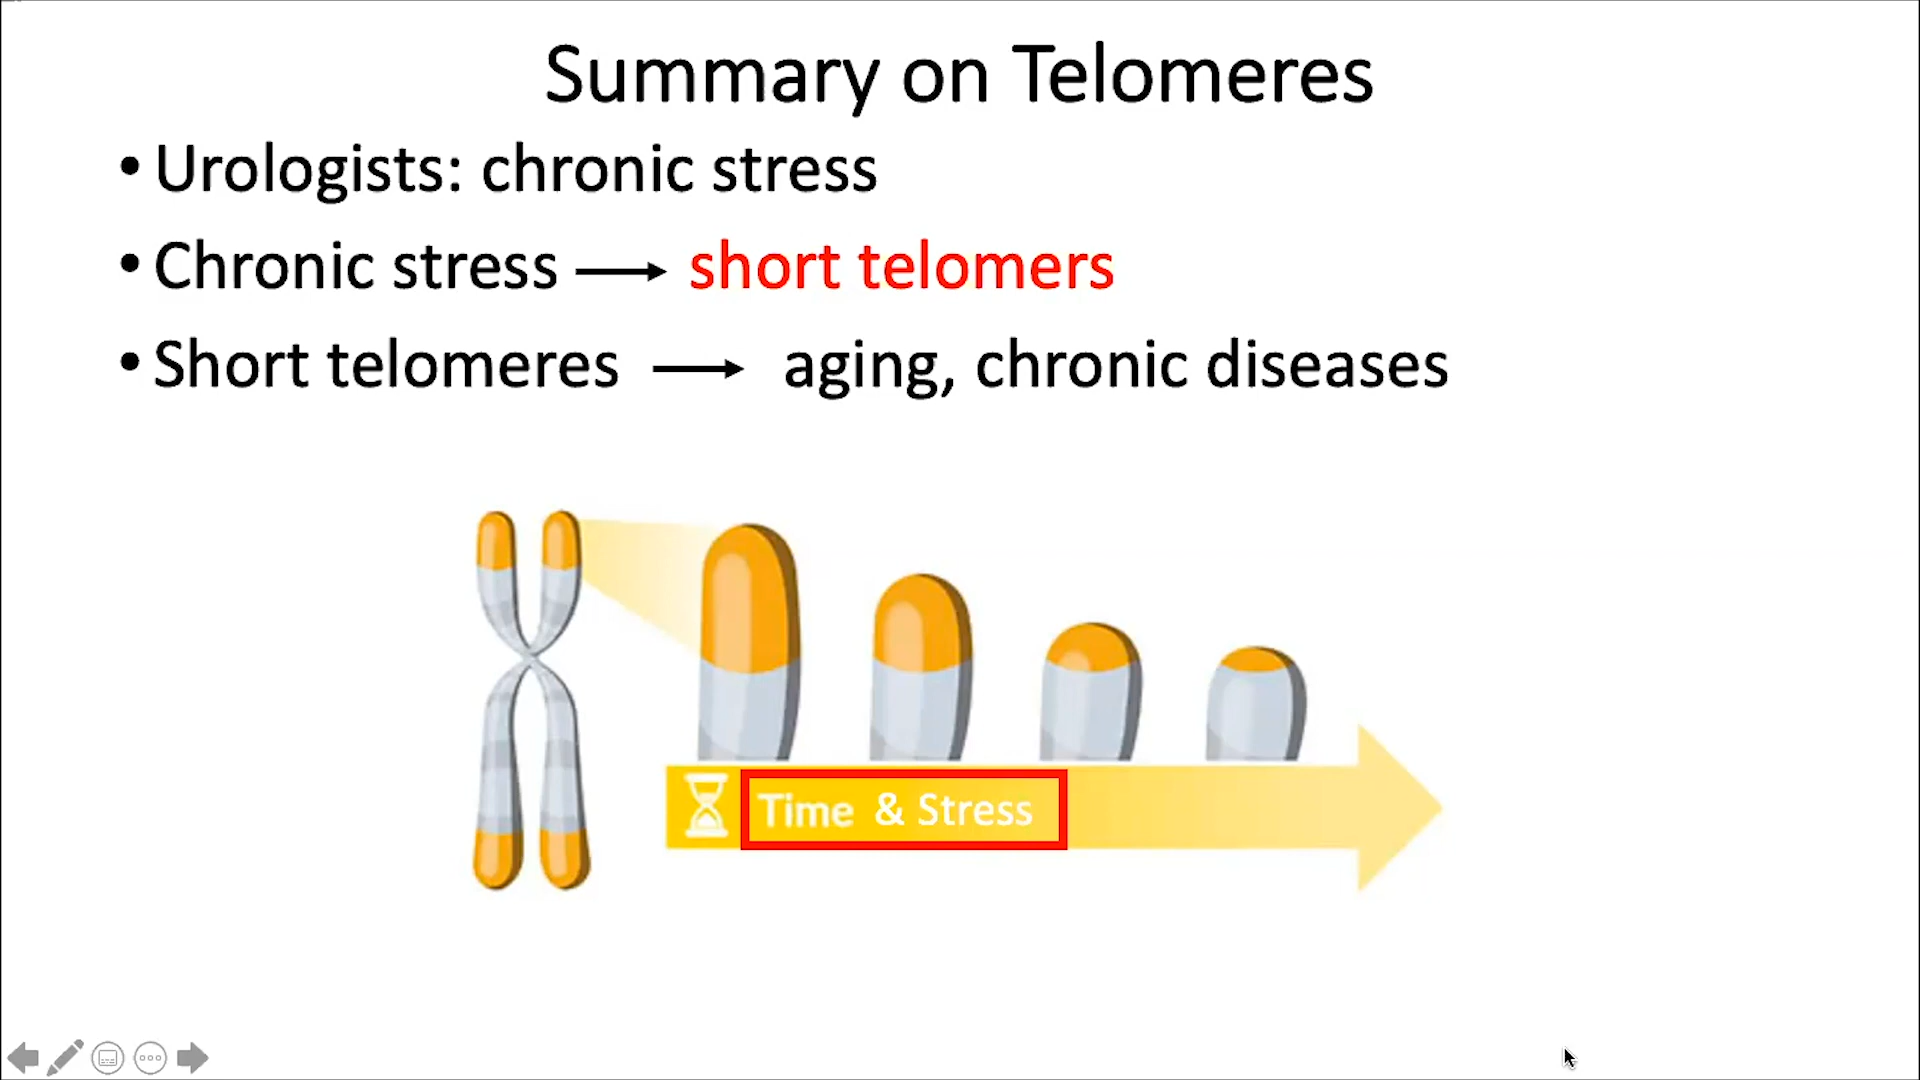 Summary on Telomeres
• Urologists: chronic stress
• Chronic stress → short telomers
• Short telomeres → aging, chronic diseases
Time & Stress